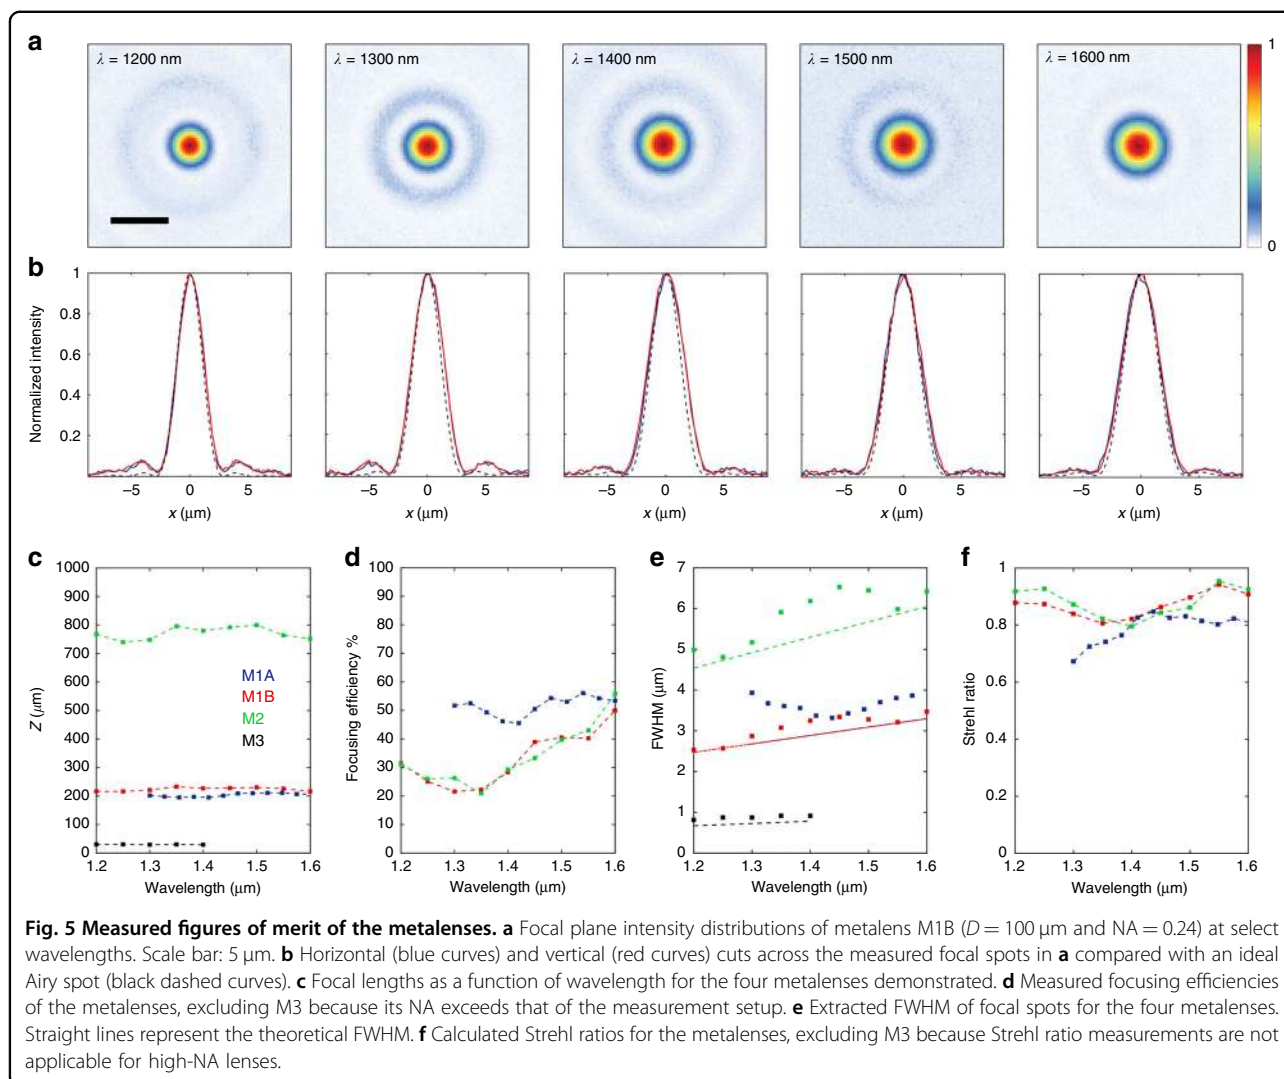 a
λ = 1200 nm
λ = 1300 nm
λ = 1400 nm
λ = 1500 nm
λ = 1600 nm
1
0
b
Normalized intensity
1
0.8
0.6
0.4
0.2
−5 0 5
−5 0 5
−5 0 5
−5 0 5
−5 0 5
x (μm)
x (μm)
x (μm)
x (μm)
x (μm)
c
Z (μm)
1000
900
800
700
600
500
400
300
200
100
0
M1A
M1B
M2
M3
1.2 1.3 1.4 1.5 1.6
Wavelength (μm)
d
Focusing efficiency %
100
90
80
70
60
50
40
30
20
10
0
1.2 1.3 1.4 1.5 1.6
Wavelength (μm)
e
FWHM (μm)
7
6
5
4
3
2
1
0
1.2 1.3 1.4 1.5 1.6
Wavelength (μm)
f
Strehl ratio
1
0.8
0.6
0.4
0.2
0
1.2 1.3 1.4 1.5 1.6
Wavelength (μm)
Fig. 5 Measured figures of merit of the metalenses. a Focal plane intensity distributions of metalens M1B (D = 100 μm and NA = 0.24) at select
wavelengths. Scale bar: 5 μm. b Horizontal (blue curves) and vertical (red curves) cuts across the measured focal spots in a compared with an ideal
Airy spot (black dashed curves). c Focal lengths as a function of wavelength for the four metalenses demonstrated. d Measured focusing efficiencies
of the metalenses, excluding M3 because its NA exceeds that of the measurement setup. e Extracted FWHM of focal spots for the four metalenses.
Straight lines represent the theoretical FWHM. f Calculated Strehl ratios for the metalenses, excluding M3 because Strehl ratio measurements are not
applicable for high-NA lenses.